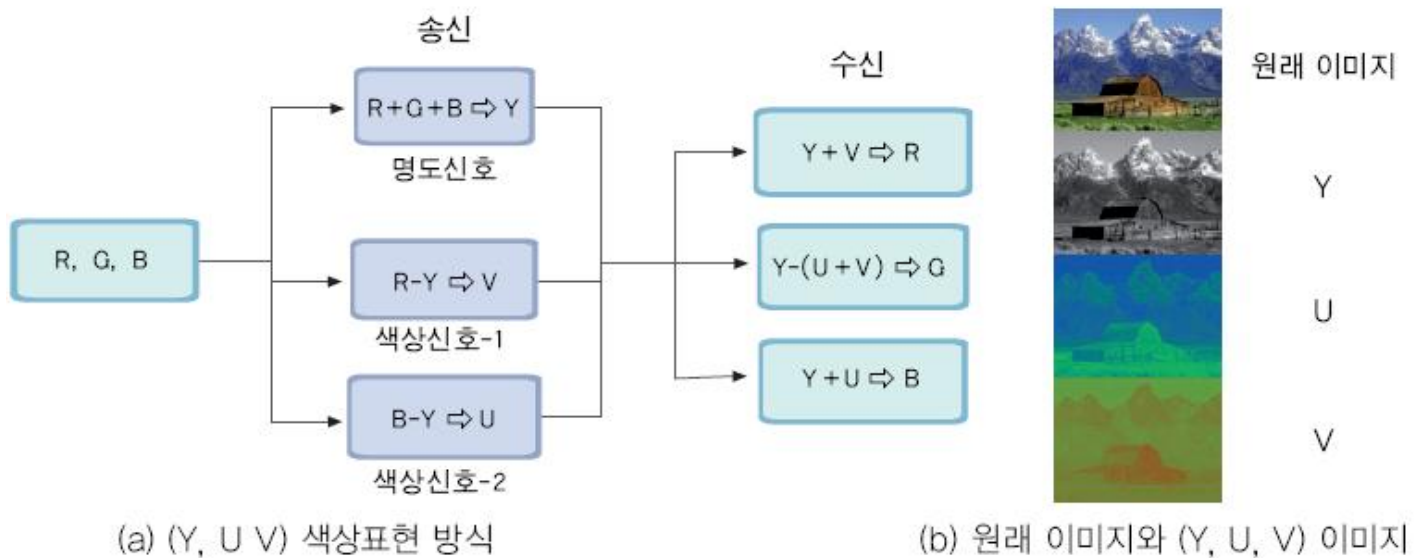 송신
R+G+B ⇨ Y
명도신호
R, G, B
R-Y ⇨ V
색상신호-1
B-Y ⇨ U
색상신호-2
수신
Y+V ⇨ R
Y-(U+V) ⇨ G
Y+U ⇨ B
(a) (Y, U V) 색상표현 방식
원래 이미지
Y
U
V
(b) 원래 이미지와 (Y, U, V) 이미지